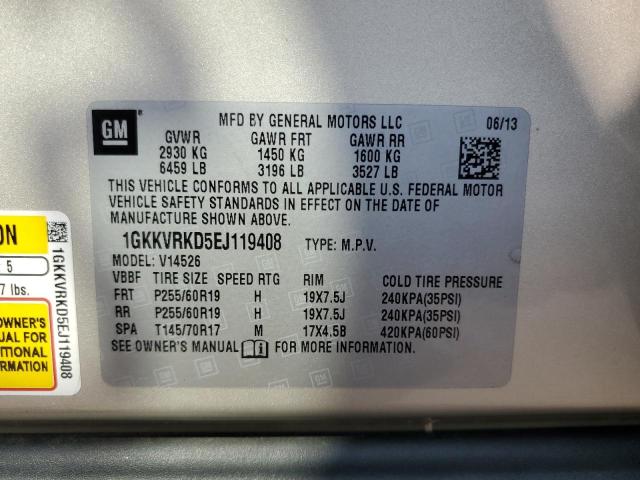 GM
MFD BY GENERAL MOTORS LLC 06/13
GVWR GAWR FRT GAWR RR
2930 KG 1450 KG 1600 KG
6459 LB 3196 LB 3527 LB
THIS VEHICLE CONFORMS TO ALL APPLICABLE U.S. FEDERAL MOTOR
VEHICLE SAFETY STANDARDS IN EFFECT ON THE DATE OF
MANUFACTURE SHOWN ABOVE.
1GKKVRKD5EJ119408 TYPE: M.P.V.
MODEL: V14526
VBBF TIRE SIZE SPEED RTG RIM COLD TIRE PRESSURE
FRT P255/60R19 H 19X7.5J 240KPA(35PSI)
RR P255/60R19 H 19X7.5J 240KPA(35PSI)
SPA T145/70R17 M 17X4.5B 420KPA(60PSI)
SEE OWNER'S MANUAL FOR MORE INFORMATION.
ON
5
7 lbs.
OWNER'S
UAL FOR
ITIONAL
RMATION
1GKKVRKD5EJ119408